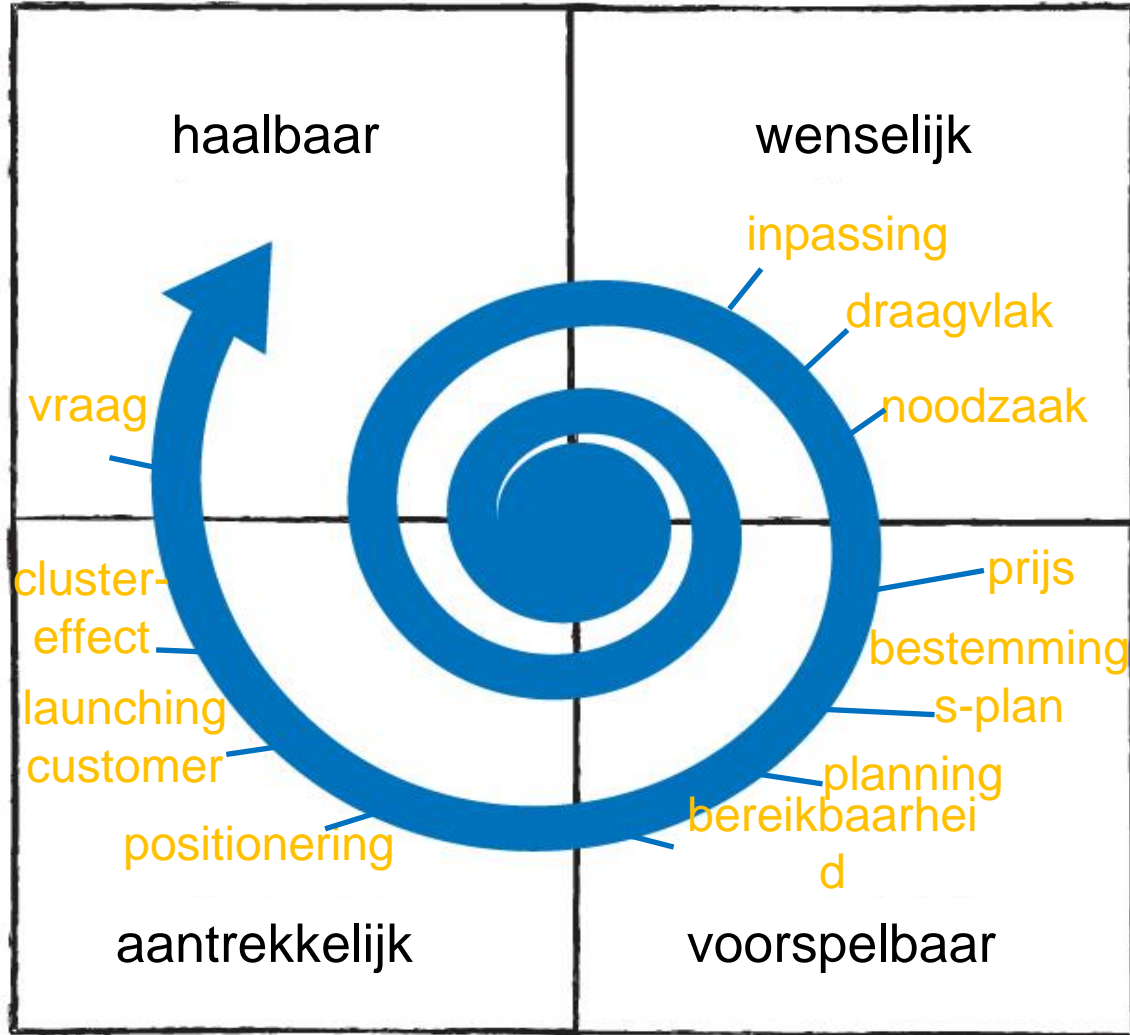 haalbaar
wenselijk
inpassing
draagvlak
noodzaak
vraag
prijs
bestemming
s-plan
planning
bereikbaarhei
d
cluster-
effect
launching
customer
positionering
aantrekkelijk
voorspelbaar